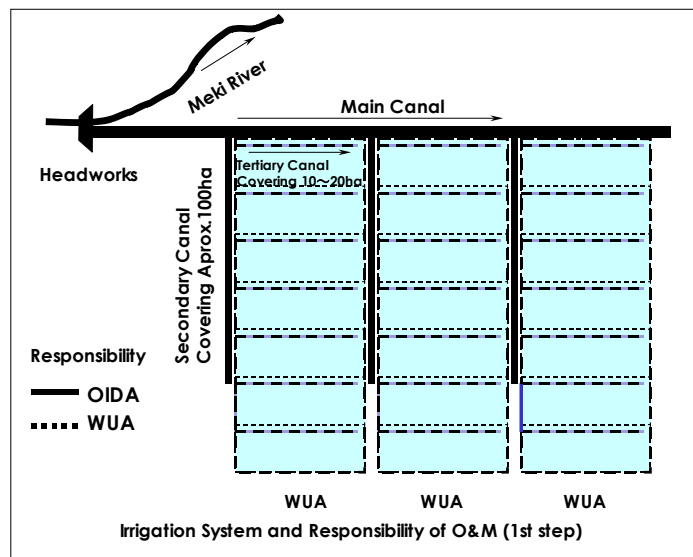 Meki River
Main Canal
Headworks
Tertiary Canal
Covering 10～20ha
Secondary Canal
Covering Aprox.100ha
Responsibility
OIDA
WUA
WUA
WUA
WUA
Irrigation System and Responsibility of O&M (1st step)